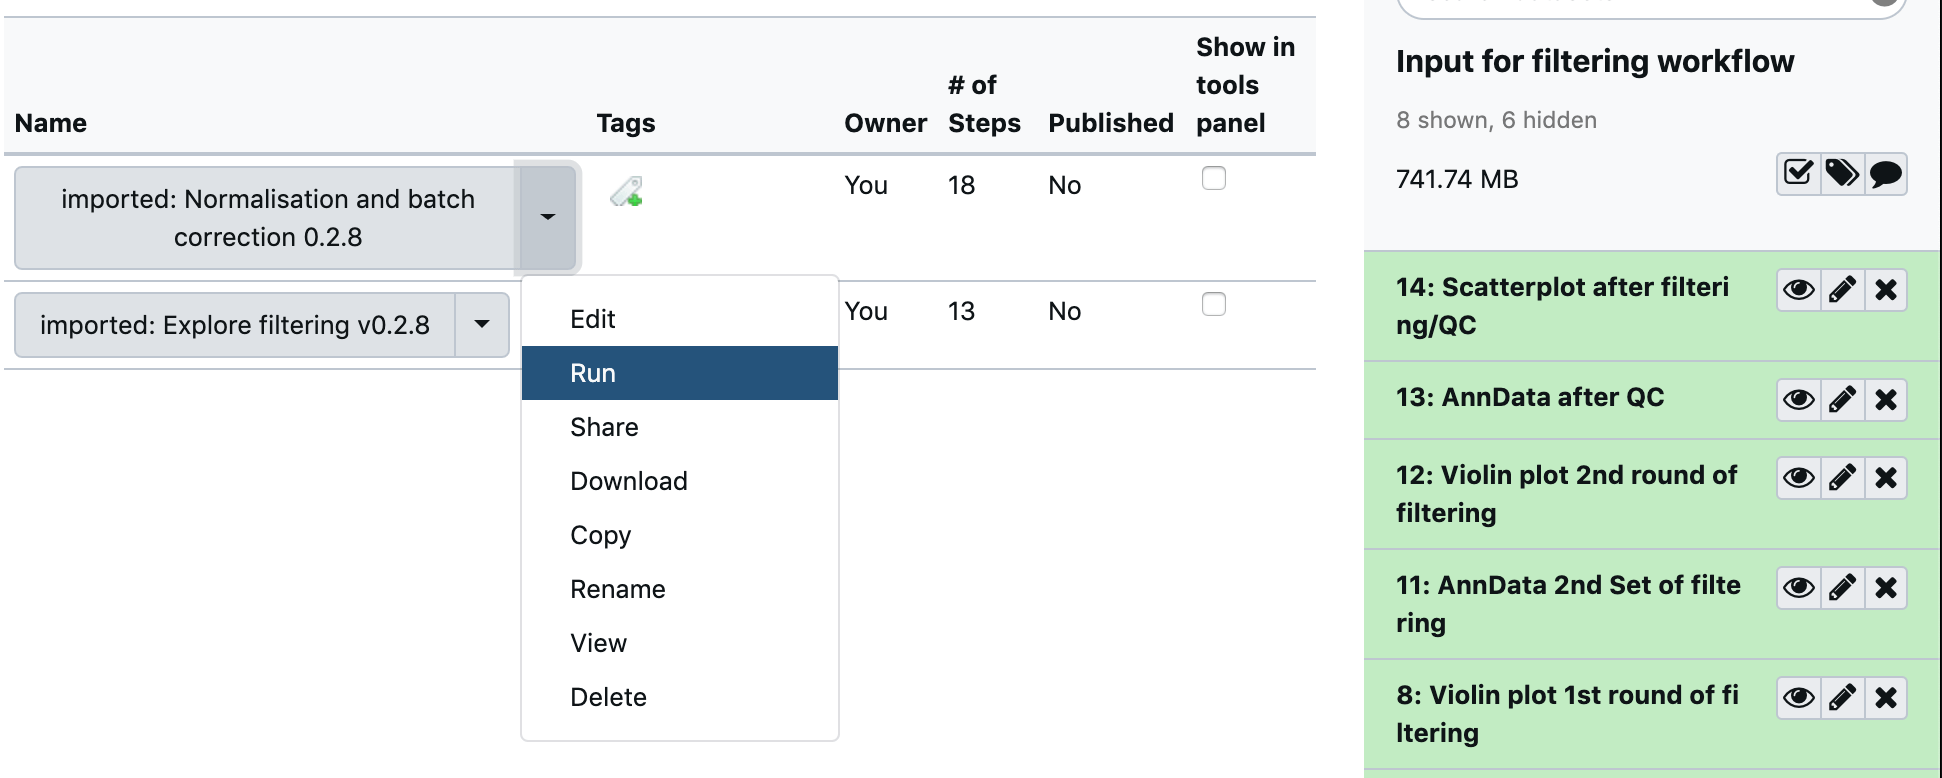 Name
Tags
Owner
# of
Steps
Published
Show in
tools
panel
imported: Normalisation and batch
correction 0.2.8
You
18
No
imported: Explore filtering v0.2.8
You
13
No
Edit
Run
Share
Download
Copy
Rename
View
Delete
Input for filtering workflow
8 shown, 6 hidden
741.74 MB
14: Scatterplot after filteri
ng/QC
13: AnnData after QC
12: Violin plot 2nd round of
filtering
11: AnnData 2nd Set of filte
ring
8: Violin plot 1st round of fi
ltering